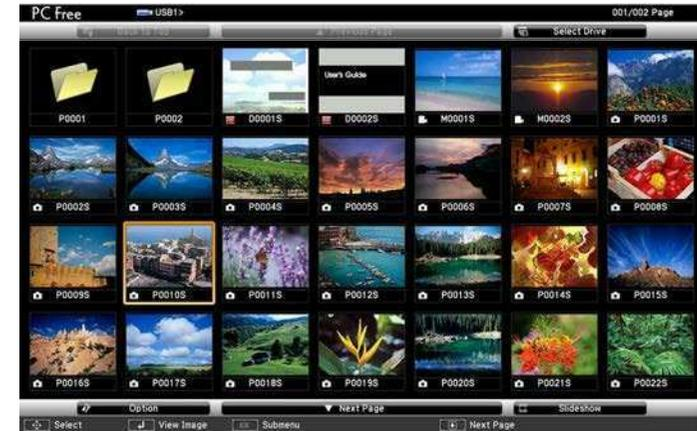 PC Free USB1> 001/002 Page
Back to Top Previous Page Select Drive
User's Guide
P0001 P0002 D0001S D0002S M0001S M0002S P0001S
P0002S P0003S P0004S P0005S P0006S P0007S P0008S
P0009S P0010S P0011S P0012S P0013S P0014S P0015S
P0016S P0017S P0018S P0019S P0020S P0021S P0022S
Option Next Page Slideshow
Select View Image Submenu Next Page